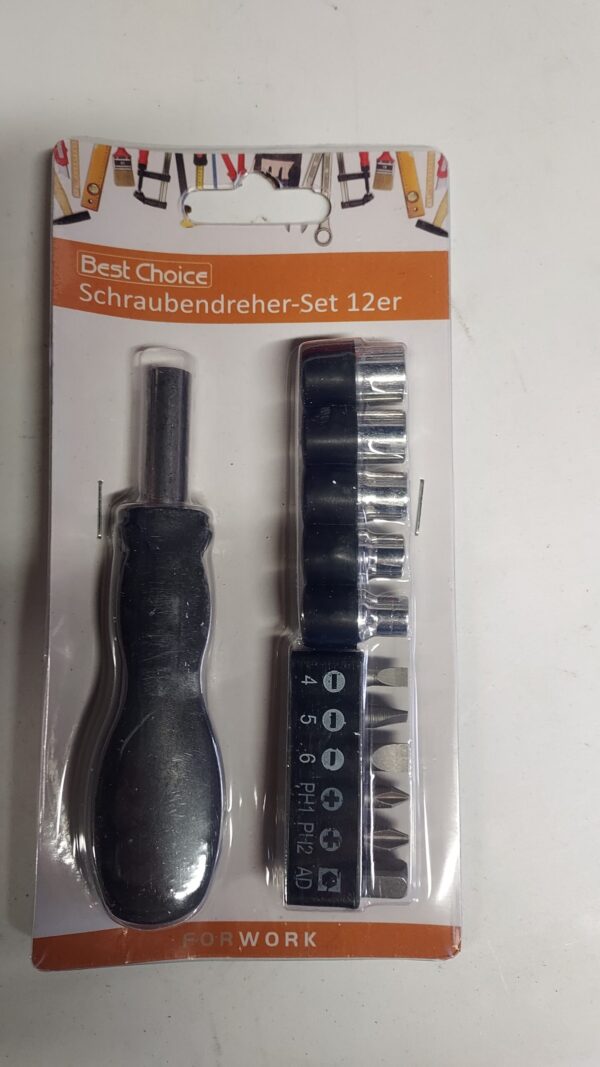 Best Choice
Schraubendreher-Set 12er
4
5
6
PH1
PH2
AD
FORWORK